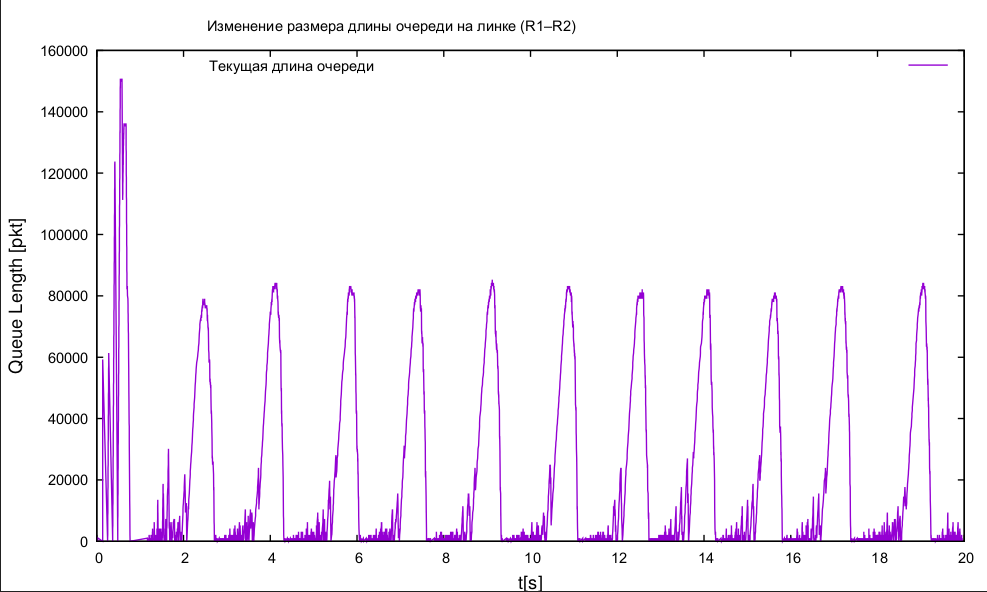 Изменение размера длины очереди на линке (R1–R2)
Текущая длина очереди
160000
140000
120000
100000
80000
60000
40000
20000
0
Queue Length [pkt]
0 2 4 6 8 10 12 14 16 18 20
t[s]